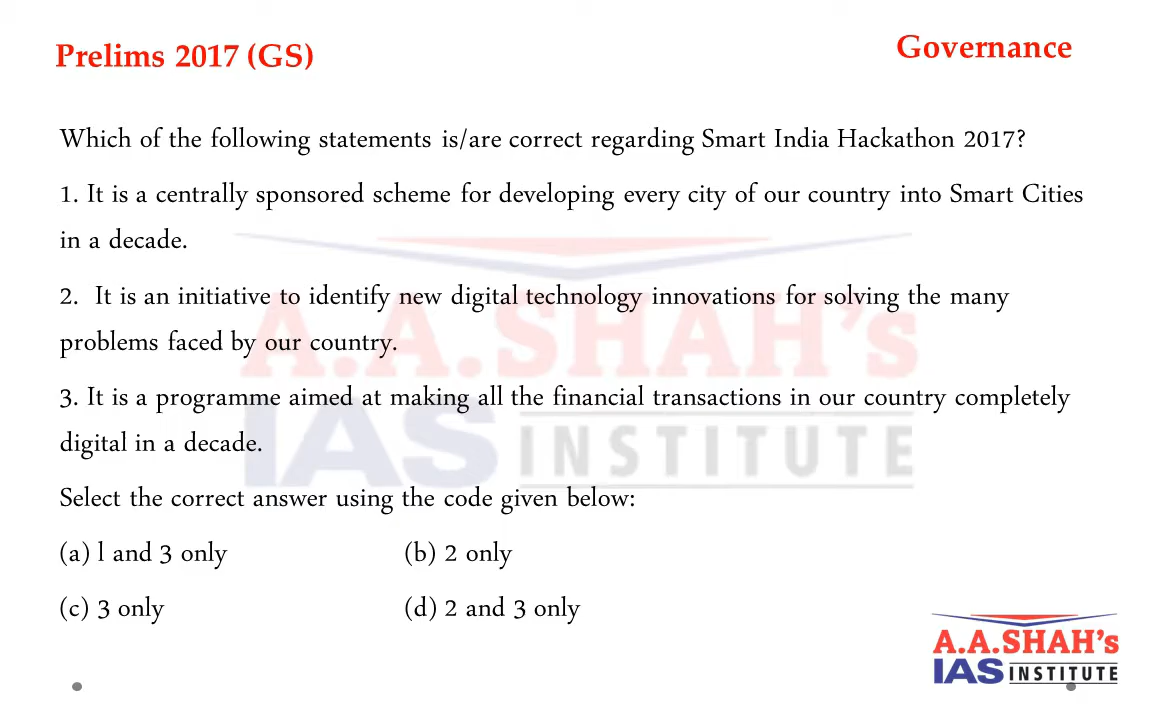 Prelims 2017 (GS)
Governance
Which of the following statements is/are correct regarding Smart India Hackathon 2017?
1. It is a centrally sponsored scheme for developing every city of our country into Smart Cities
in a decade.
2. It is an initiative to identify new digital technology innovations for solving the many
problems faced by our country.
3. It is a programme aimed at making all the financial transactions in our country completely
digital in a decade.
Select the correct answer using the code given below:
(a) l and 3 only (b) 2 only
(c) 3 only (d) 2 and 3 only
A.A.SHAH's
IAS INSTITUTE
A.A.SHAH's
IAS INSTITUTE